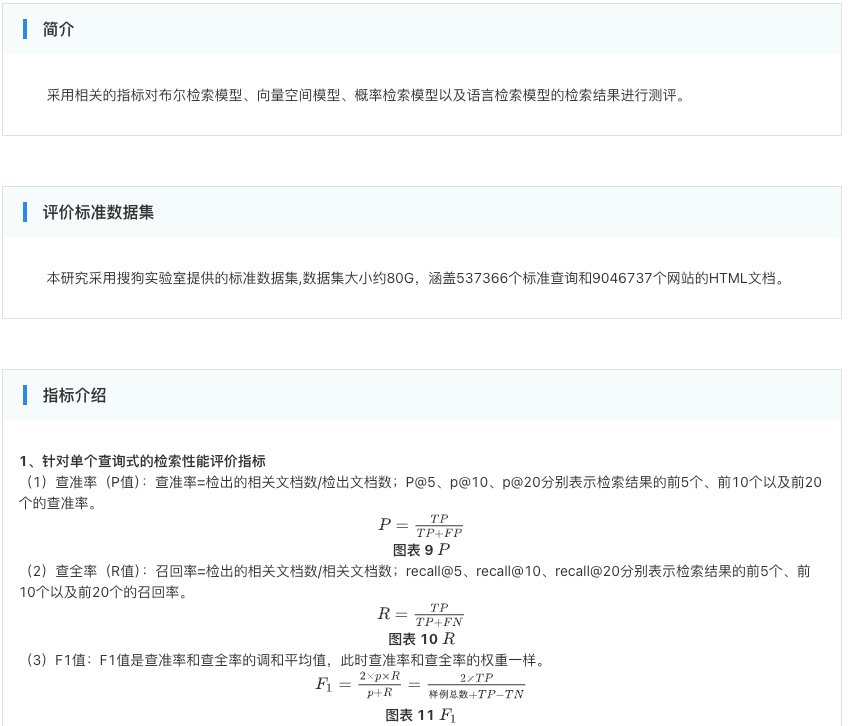 简介
采用相关的指标对布尔检索模型、向量空间模型、概率检索模型以及语言检索模型的检索结果进行测评。
评价标准数据集
本研究采用搜狗实验室提供的标准数据集,数据集大小约80G，涵盖537366个标准查询和9046737个网站的HTML文档。
指标介绍
1、针对单个查询式的检索性能评价指标
（1）查准率（P值）：查准率=检出的相关文档数/检出文档数；P@5、p@10、p@20分别表示检索结果的前5个、前10个以及前20
个的查准率。
P = TP / (TP+FP)
图表 9 P
（2）查全率（R值）：召回率=检出的相关文档数/相关文档数；recall@5、recall@10、recall@20分别表示检索结果的前5个、前
10个以及前20个的召回率。
R = TP / (TP+FN)
图表 10 R
（3）F1值：F1值是查准率和查全率的调和平均值，此时查准率和查全率的权重一样。
F₁ = 2×p×R / (p+R) = 2×TP / (样例总数+TP−TN)
图表 11 F₁